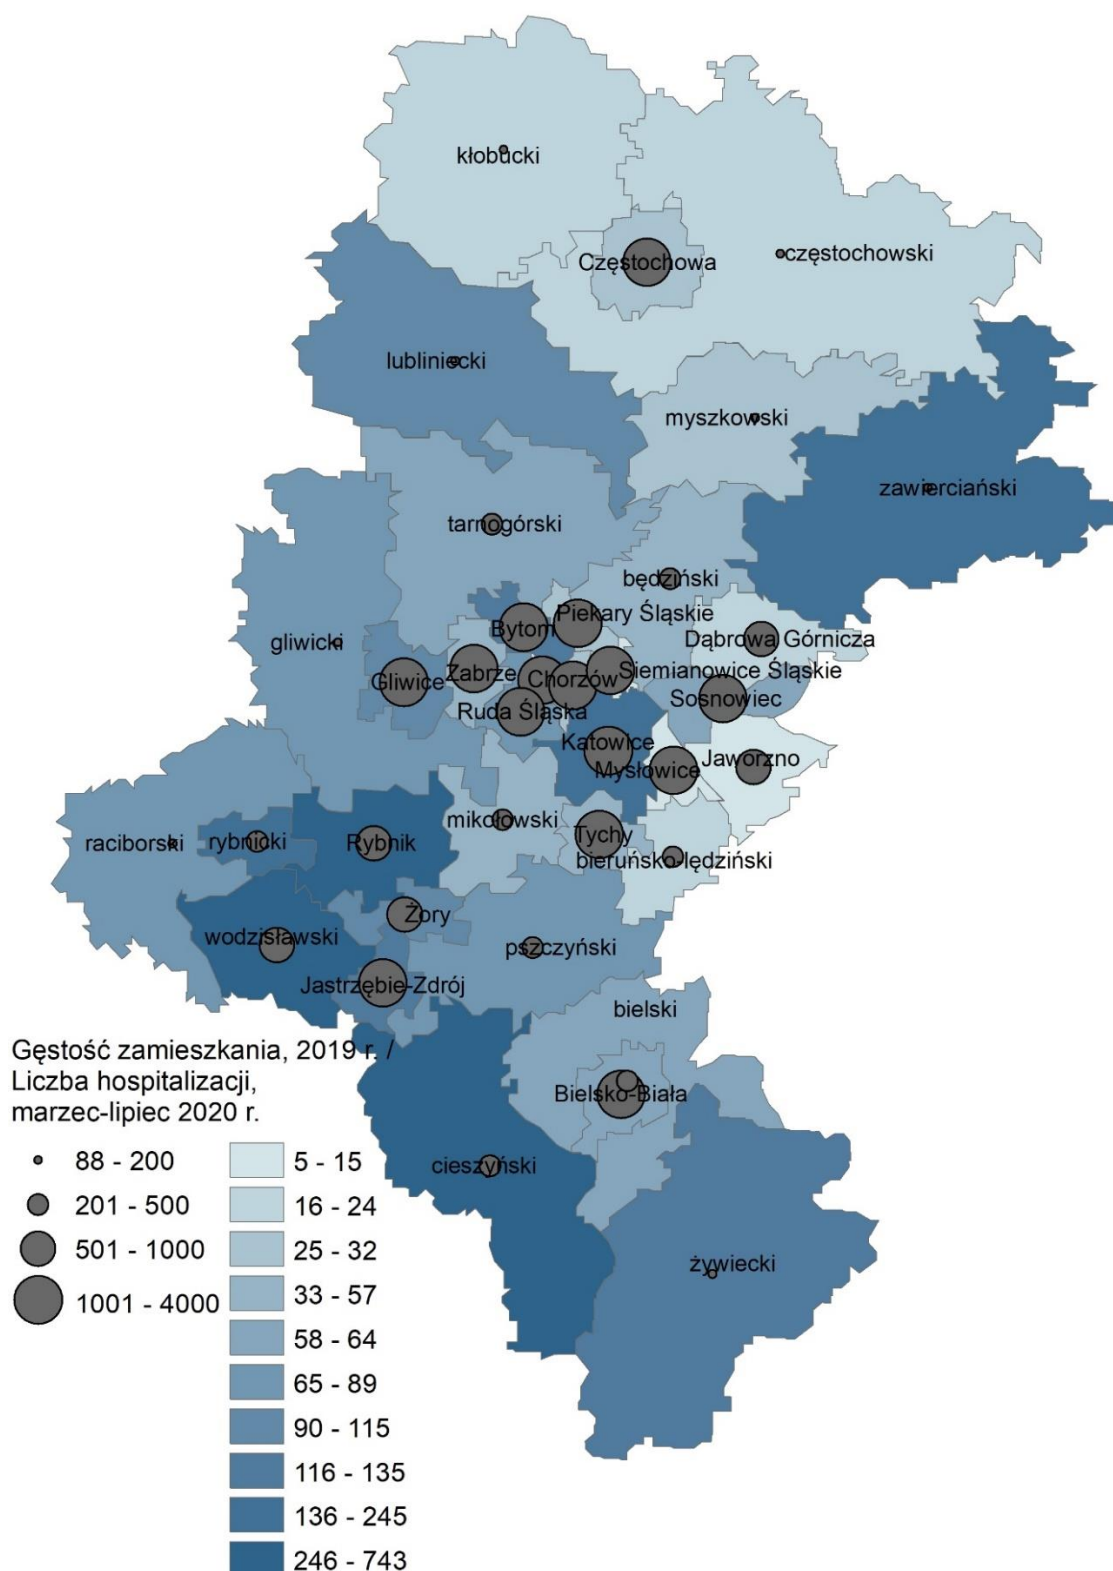 kłobucki
częstochowski
Częstochowa
lubliniecki
myszkowski
zawierciański
tarnogórski
będziński
Piekary Śląskie
Bytom
Dąbrowa Górnicza
gliwicki
Siemianowice Śląskie
Zabrze
Chorzów
Gliwice
Sosnowiec
Ruda Śląska
Katowice
Jaworzno
Mysłowice
mikołowski
Tychy
raciborski
rybnicki
Rybnik
bieruńsko-lędziński
Żory
wodzisławski
pszczyński
Jastrzębie-Zdrój
bielski
Bielsko-Biała
cieszyński
żywiecki
Gęstość zamieszkania, 2019 r. /
Liczba hospitalizacji,
marzec-lipiec 2020 r.
88 - 200
201 - 500
501 - 1000
1001 - 4000
5 - 15
16 - 24
25 - 32
33 - 57
58 - 64
65 - 89
90 - 115
116 - 135
136 - 245
246 - 743